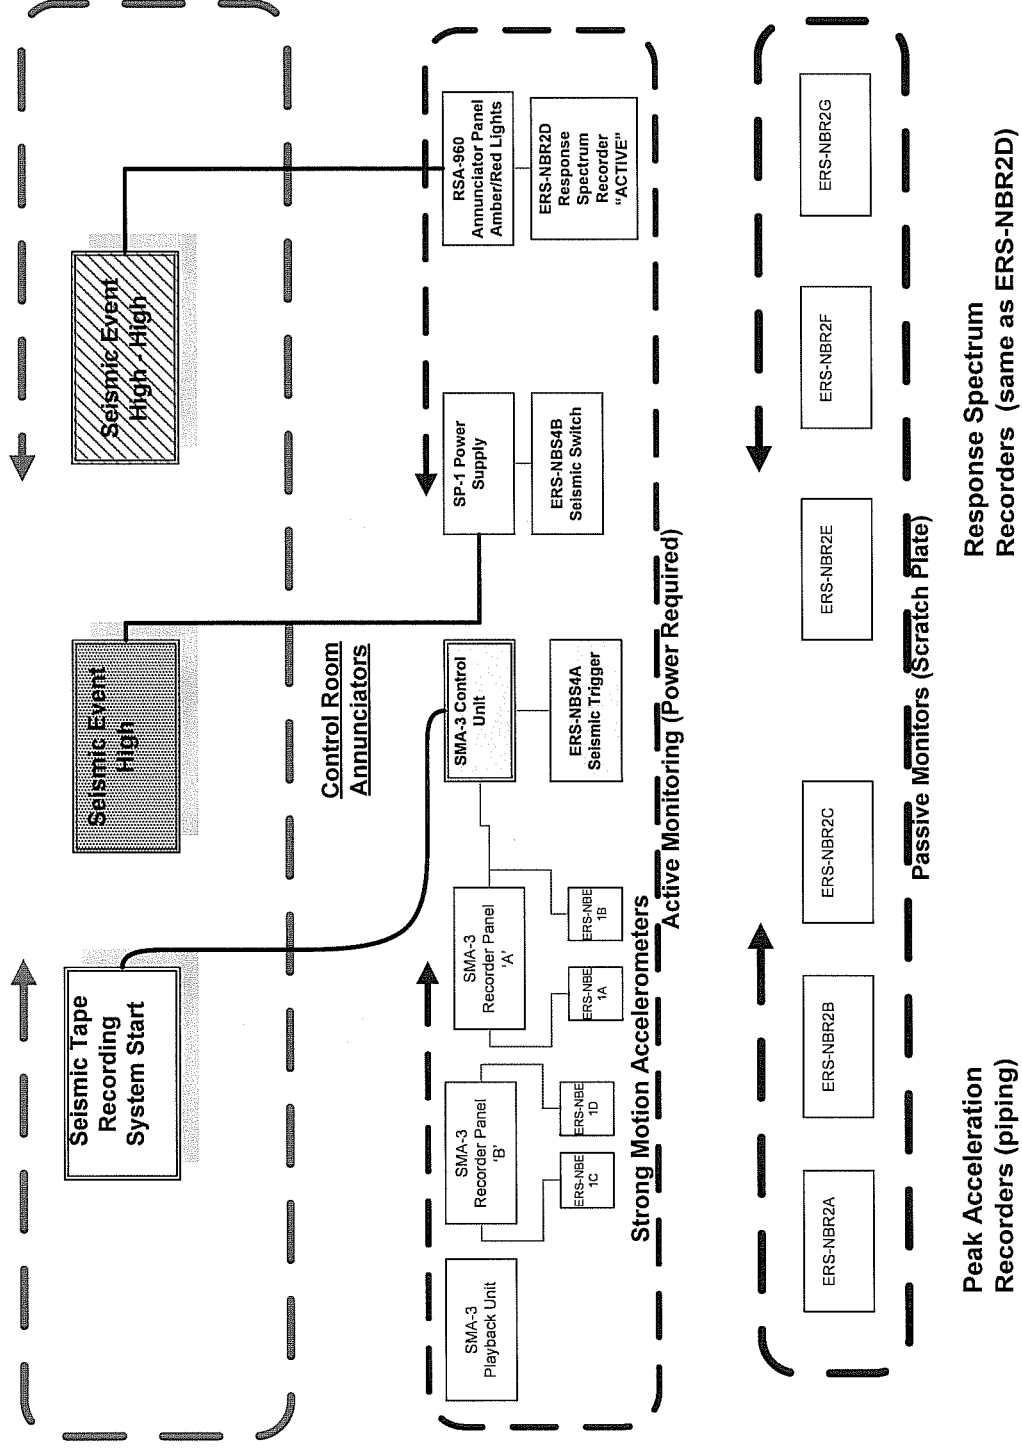 Seismic Tape
Recording
System Start
Seismic Event
High
Seismic Event
High - High
Control Room
Annunciators
SMA-3
Playback Unit
SMA-3
Recorder Panel
'B'
ERS-NBE
1C
ERS-NBE
1D
SMA-3
Recorder Panel
'A'
ERS-NBE
1A
ERS-NBE
1B
SMA-3 Control
Unit
ERS-NBS4A
Seismic Trigger
SP-1 Power
Supply
ERS-NBS4B
Seismic Switch
RSA-960
Annunciator Panel
Amber/Red Lights
ERS-NBR2D
Response
Spectrum
Recorder
"ACTIVE"
Strong Motion Accelerometers
Active Monitoring (Power Required)
ERS-NBR2A
ERS-NBR2B
ERS-NBR2C
ERS-NBR2E
ERS-NBR2F
ERS-NBR2G
Passive Monitors (Scratch Plate)
Peak Acceleration
Recorders (piping)
Response Spectrum
Recorders (same as ERS-NBR2D)